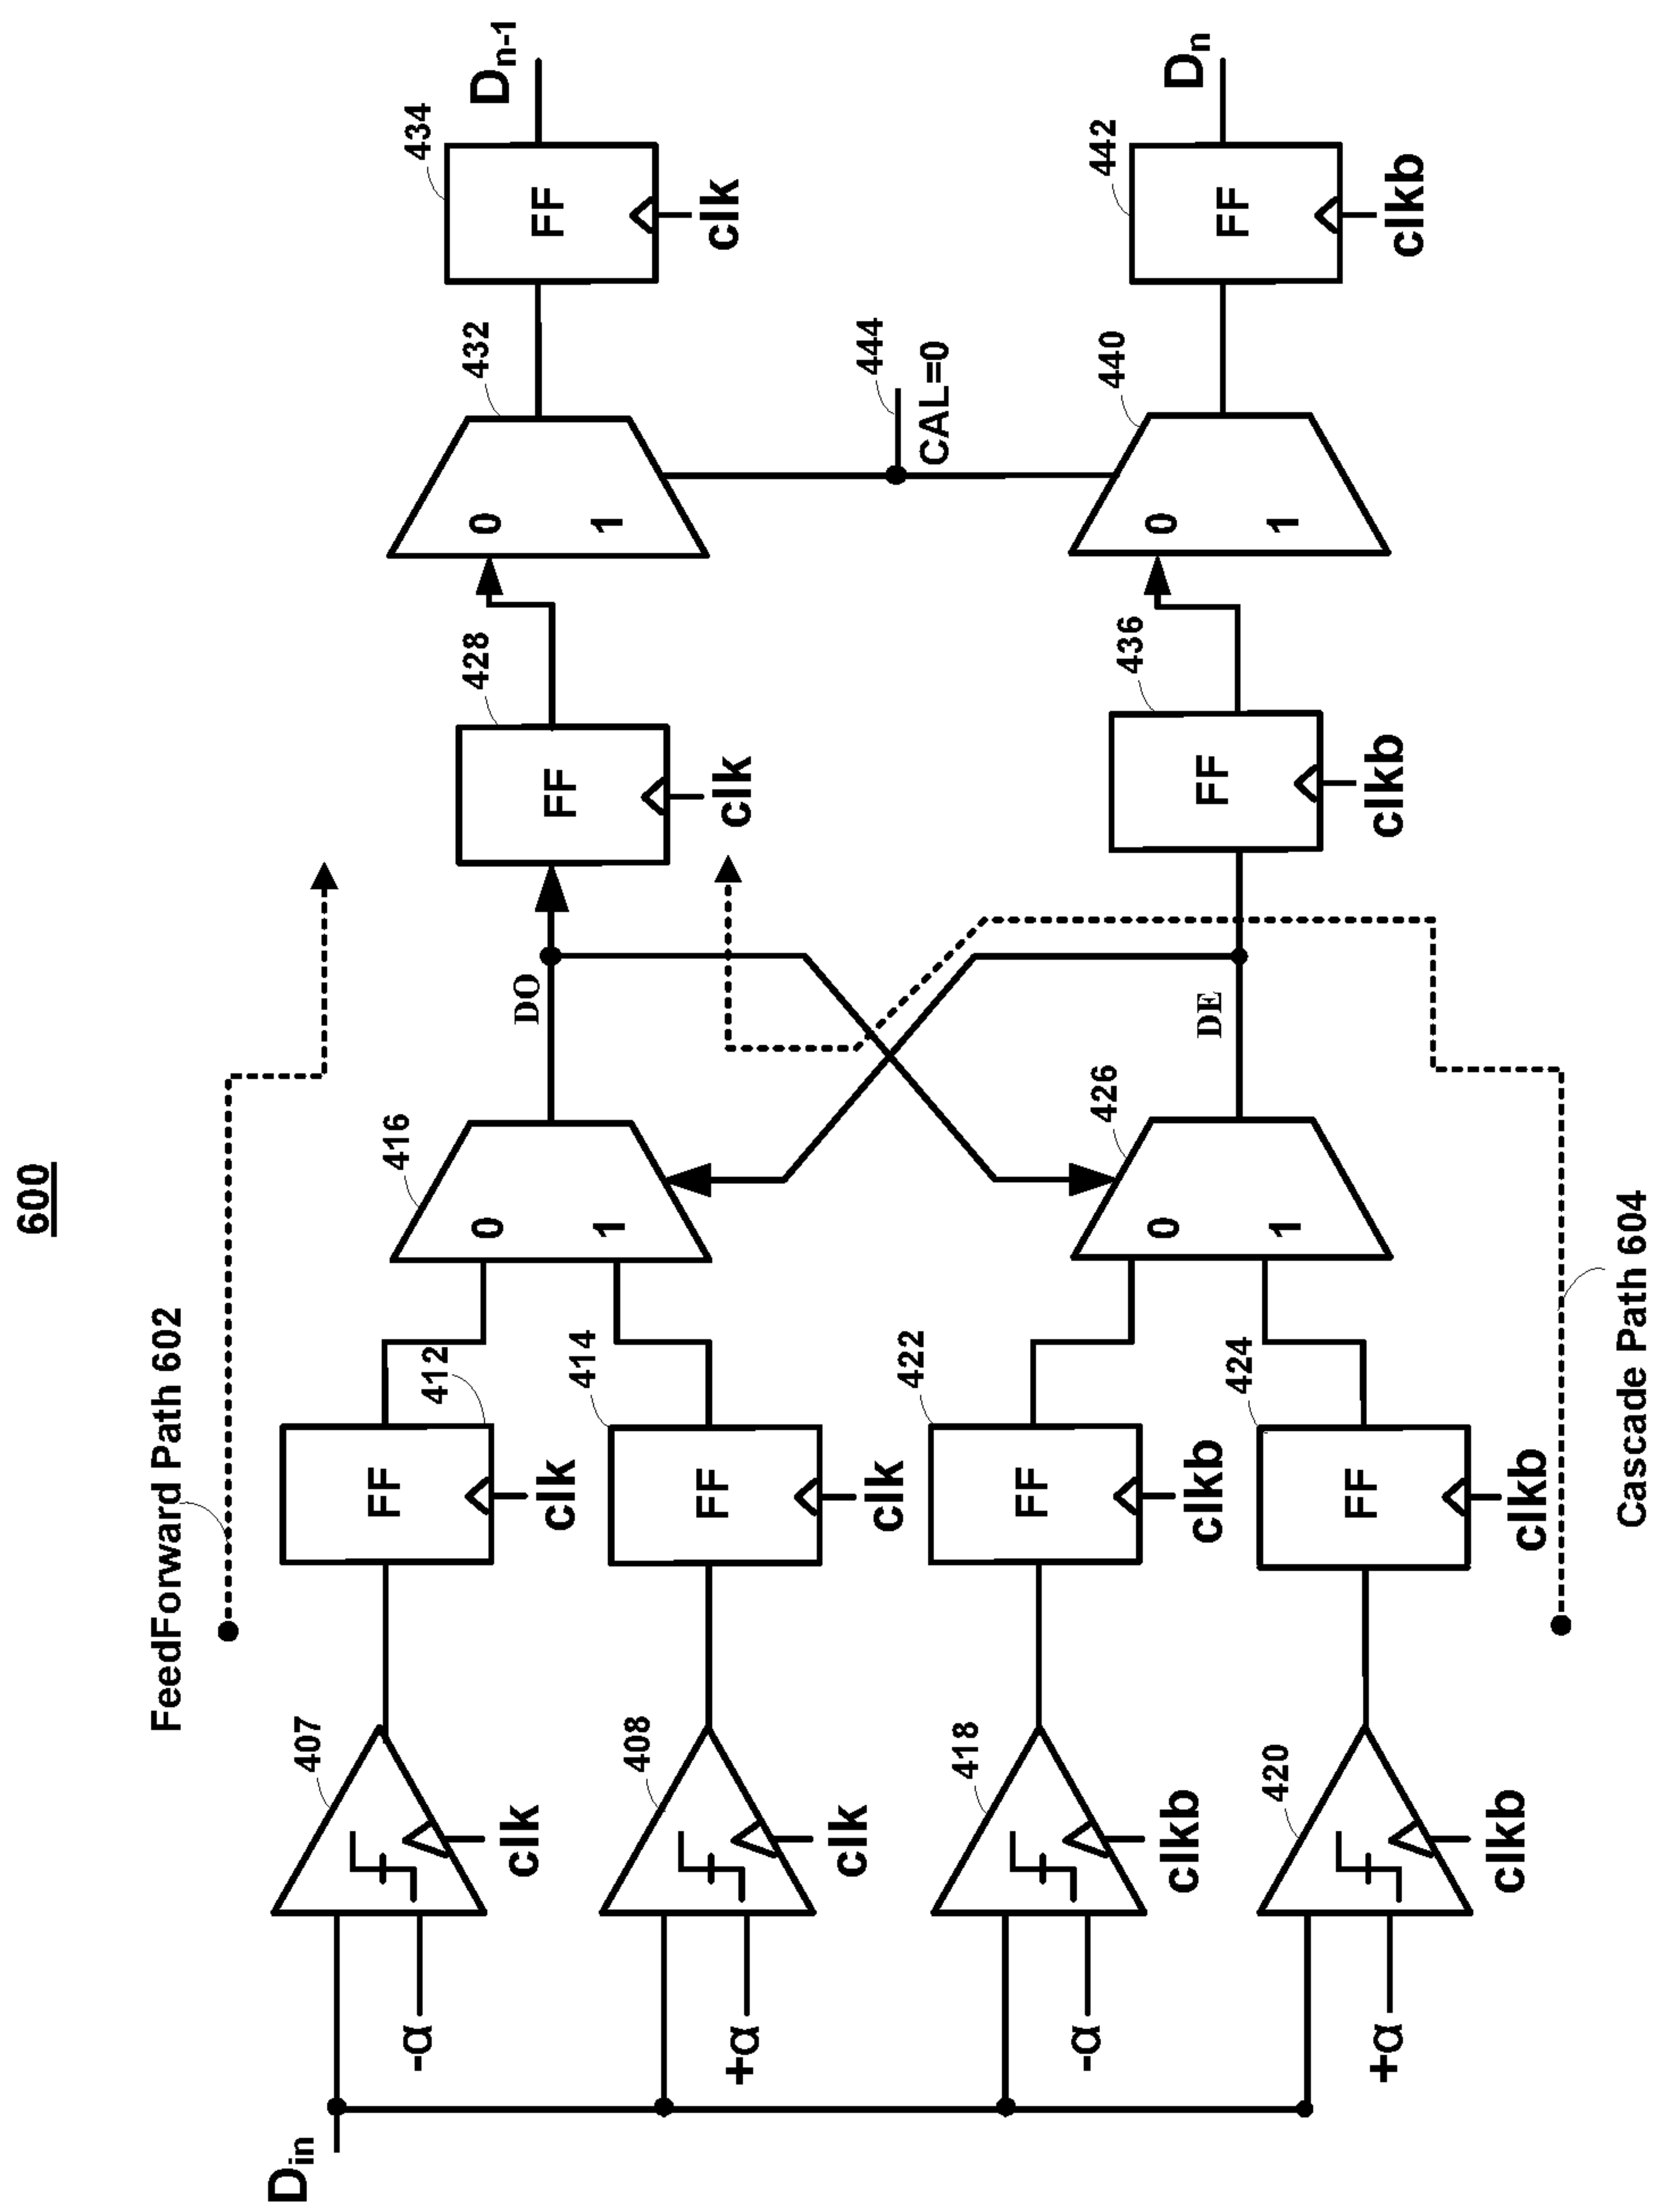 600
FeedForward Path 602
D_in
-α
407
clk
FF
412
clk
0
1
416
DO
FF
428
clk
0
1
432
FF
434
clk
D_n-1
+α
408
clk
FF
414
clk
CAL=0
444
-α
418
clkb
FF
422
clkb
0
1
426
DE
FF
436
clkb
0
1
440
FF
442
clkb
D_n
+α
420
clkb
FF
424
clkb
Cascade Path 604